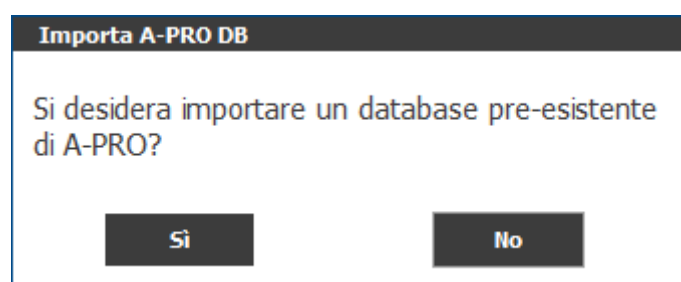 Importa A-PRO DB
Si desidera importare un database pre-esistente
di A-PRO?
Sì
No